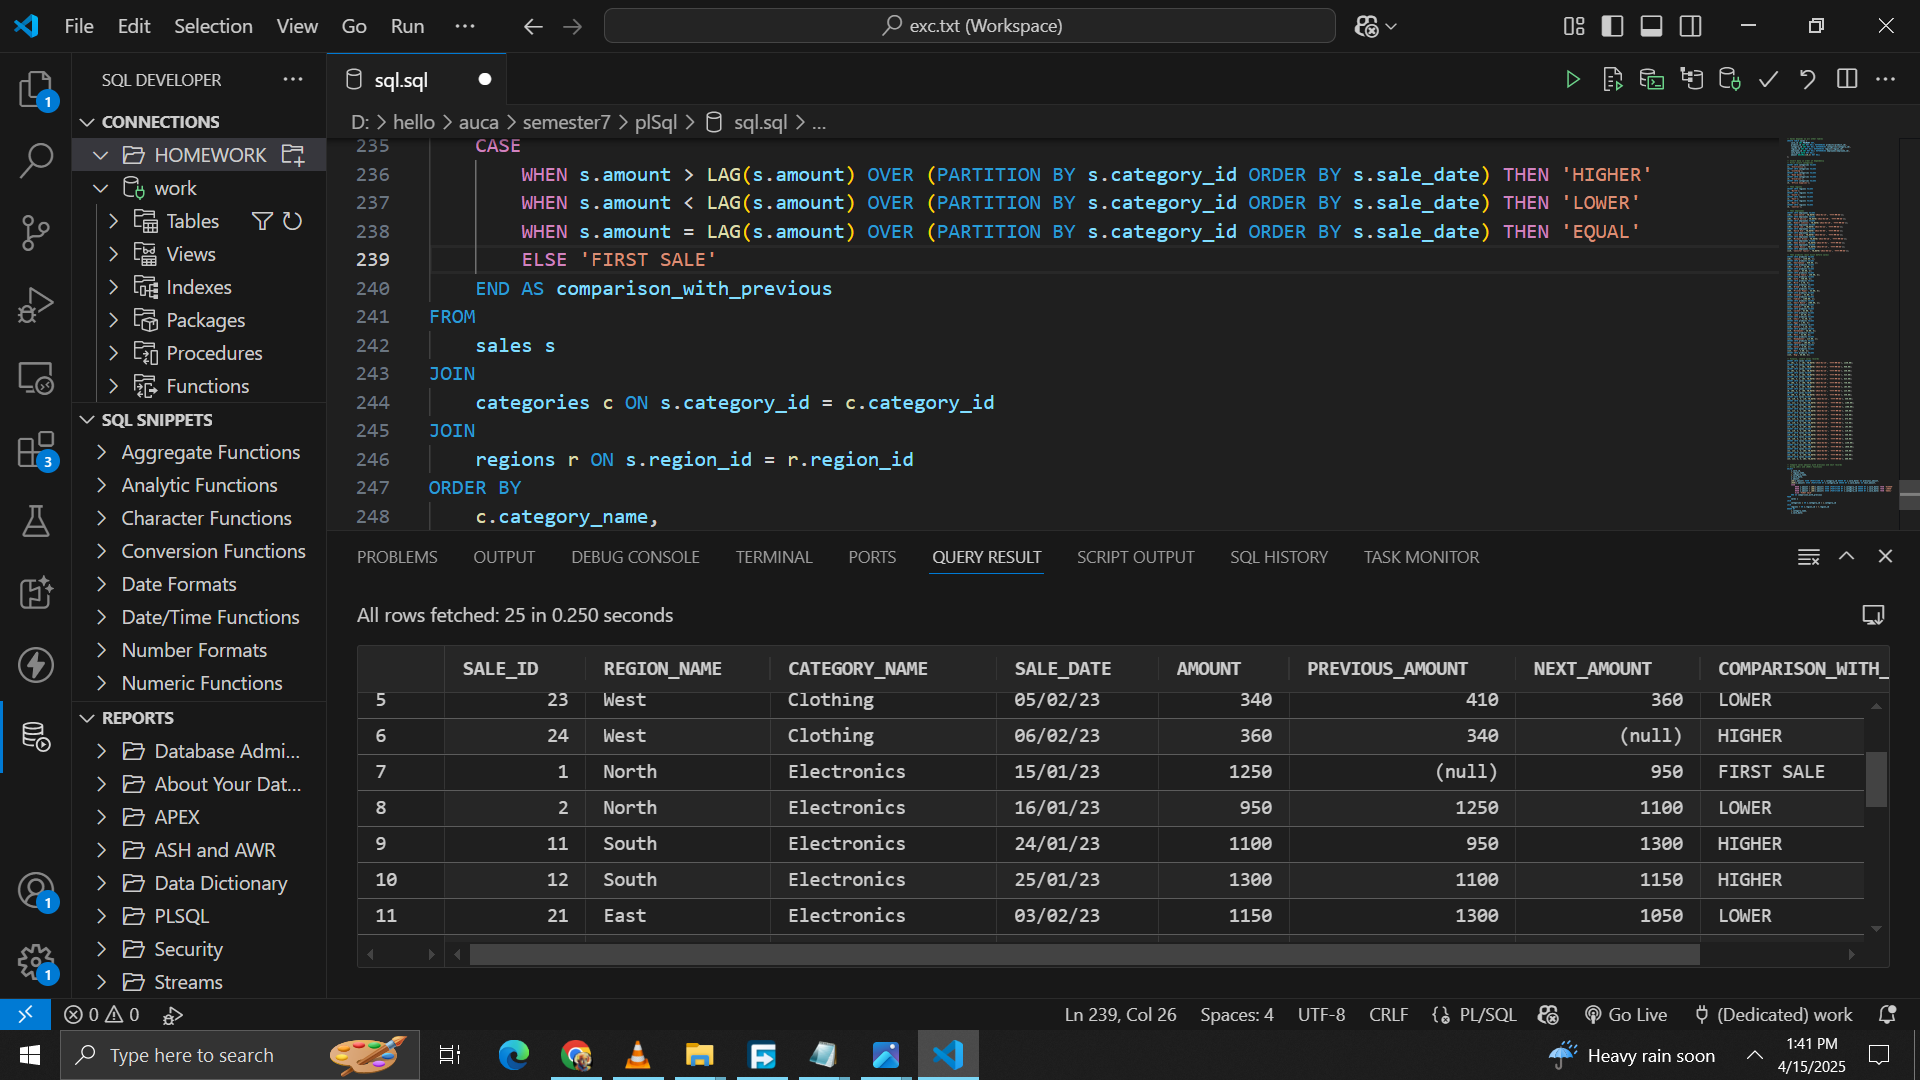 File Edit Selection View Go Run ... exc.txt (Workspace)
SQL DEVELOPER ...
sql.sql
CONNECTIONS
HOMEWORK
work
Tables
Views
Indexes
Packages
Procedures
Functions
SQL SNIPPETS
Aggregate Functions
Analytic Functions
Character Functions
Conversion Functions
Date Formats
Date/Time Functions
Number Formats
Numeric Functions
REPORTS
Database Admi...
About Your Dat...
APEX
ASH and AWR
Data Dictionary
PLSQL
Security
Streams
1
3
1
1
D: > hello > auca > semester7 > plSql > sql.sql > ...
235 CASE
236 WHEN s.amount > LAG(s.amount) OVER (PARTITION BY s.category_id ORDER BY s.sale_date) THEN 'HIGHER'
237 WHEN s.amount < LAG(s.amount) OVER (PARTITION BY s.category_id ORDER BY s.sale_date) THEN 'LOWER'
238 WHEN s.amount = LAG(s.amount) OVER (PARTITION BY s.category_id ORDER BY s.sale_date) THEN 'EQUAL'
239 ELSE 'FIRST SALE'
240 END AS comparison_with_previous
241 FROM
242 sales s
243 JOIN
244 categories c ON s.category_id = c.category_id
245 JOIN
246 regions r ON s.region_id = r.region_id
247 ORDER BY
248 c.category_name,
PROBLEMS OUTPUT DEBUG CONSOLE TERMINAL PORTS QUERY RESULT SCRIPT OUTPUT SQL HISTORY TASK MONITOR
All rows fetched: 25 in 0.250 seconds
SALE_ID REGION_NAME CATEGORY_NAME SALE_DATE AMOUNT PREVIOUS_AMOUNT NEXT_AMOUNT COMPARISON_WITH_
5 23 West Clothing 05/02/23 340 410 360 LOWER
6 24 West Clothing 06/02/23 360 340 (null) HIGHER
7 1 North Electronics 15/01/23 1250 (null) 950 FIRST SALE
8 2 North Electronics 16/01/23 950 1250 1100 LOWER
9 11 South Electronics 24/01/23 1100 950 1300 HIGHER
10 12 South Electronics 25/01/23 1300 1100 1150 HIGHER
11 21 East Electronics 03/02/23 1150 1300 1050 LOWER
0 0 Ln 239, Col 26 Spaces: 4 UTF-8 CRLF PL/SQL Go Live (Dedicated) work
Type here to search Heavy rain soon 1:41 PM
4/15/2025